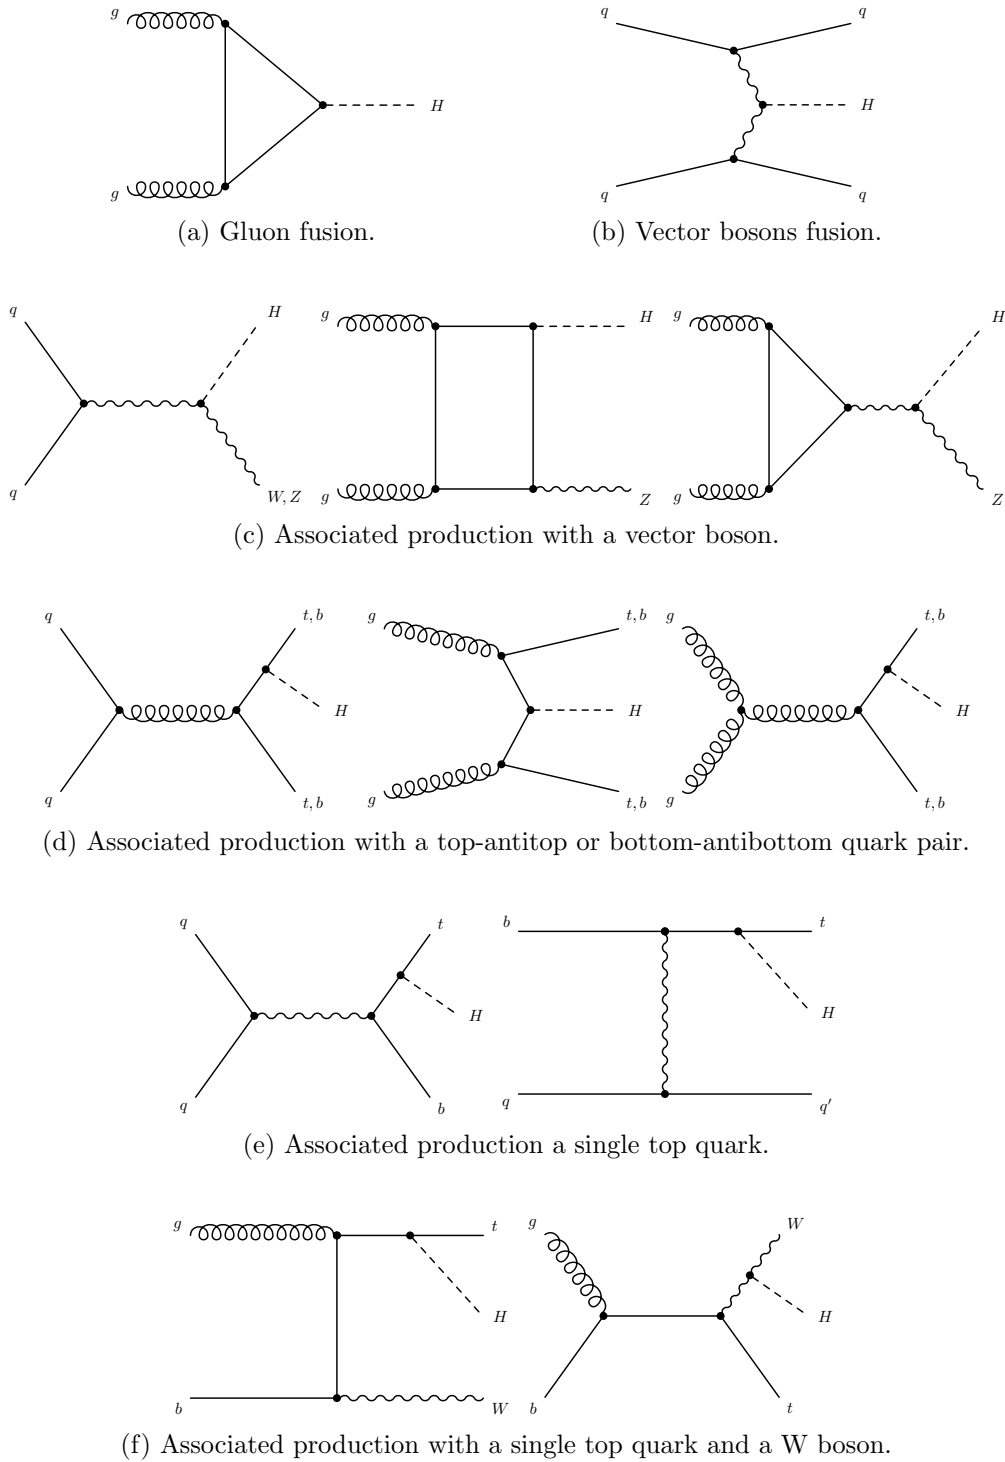 g
H
g
(a) Gluon fusion.
q
q
H
q
q
(b) Vector bosons fusion.
q
H
q
W, Z
g
H
g
Z
g
H
g
Z
(c) Associated production with a vector boson.
q
t, b
H
q
t, b
g
t, b
H
g
t, b
g
t, b
H
g
t, b
(d) Associated production with a top-antitop or bottom-antibottom quark pair.
q
t
H
q
b
b
t
H
q
q′
(e) Associated production a single top quark.
g
t
H
b
W
g
W
H
b
t
(f) Associated production with a single top quark and a W boson.